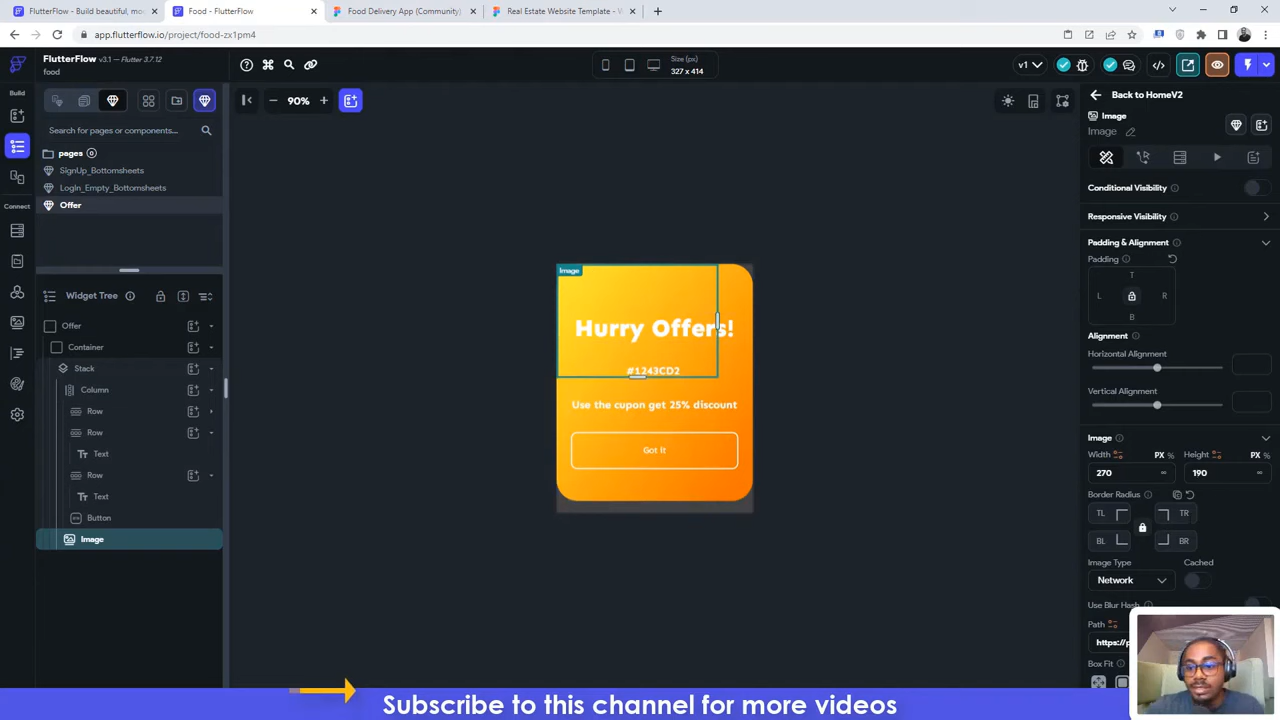 FlutterFlow - Build beautiful, mo
Food - FlutterFlow
Food Delivery App (Community)
Real Estate Website Template - W
app.flutterflow.io/project/food-zx1pm4
FlutterFlow v3.1 - Flutter 3.7.12
food
Size (px)
327 x 414
v1
Build
Connect
90%
Search for pages or components...
pages 0
SignUp_Bottomsheets
LogIn_Empty_Bottomsheets
Offer
Widget Tree
Offer
Container
Stack
Column
Row
Row
Text
Row
Text
Button
Image
Image
Hurry Offers!
#1243CD2
Use the cupon get 25% discount
Got It
Back to HomeV2
Image
Image
Conditional Visibility
Responsive Visibility
Padding & Alignment
Padding
T
L R
B
Alignment
Horizontal Alignment
Vertical Alignment
Image
Width PX % Height PX %
270 % 190 %
Border Radius
TL TR
BL BR
Image Type Cached
Network
Use Blur Hash
Path
https://p
Box Fit
Subscribe to this channel for more videos